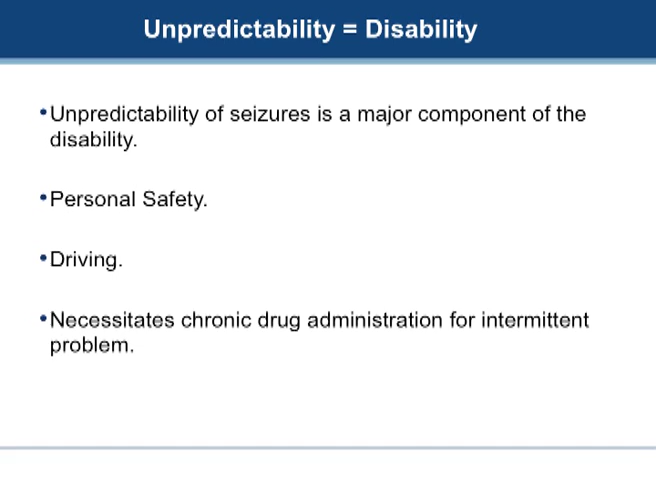 Unpredictability = Disability
•Unpredictability of seizures is a major component of the
disability.
•Personal Safety.
•Driving.
•Necessitates chronic drug administration for intermittent
problem.